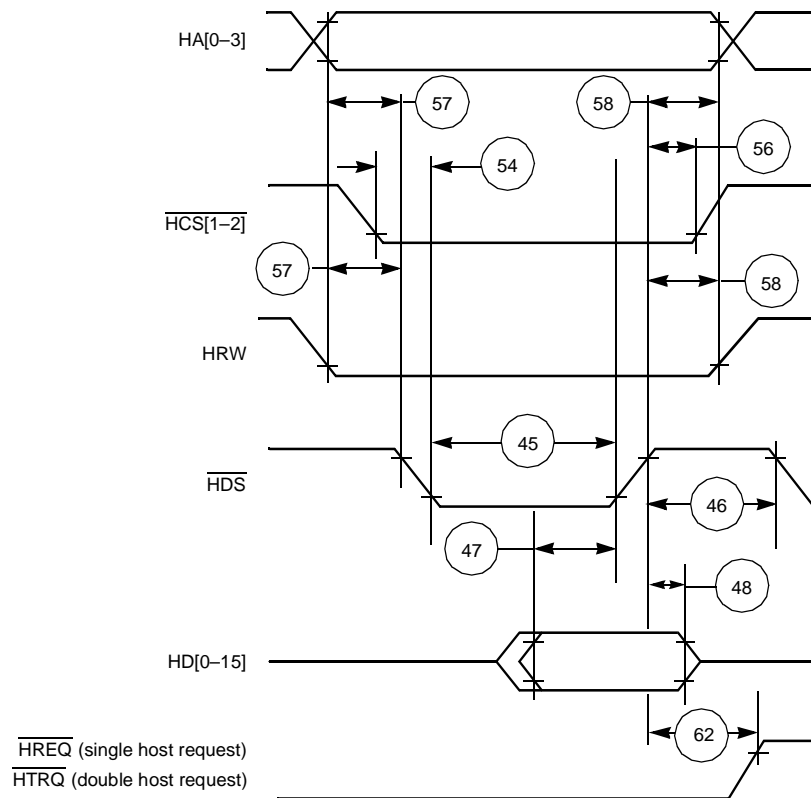 HA[0–3]
57
58
54
56
HCS[1–2]
57
58
HRW
45
HDS
46
47
48
HD[0–15]
62
HREQ (single host request)
HTRQ (double host request)